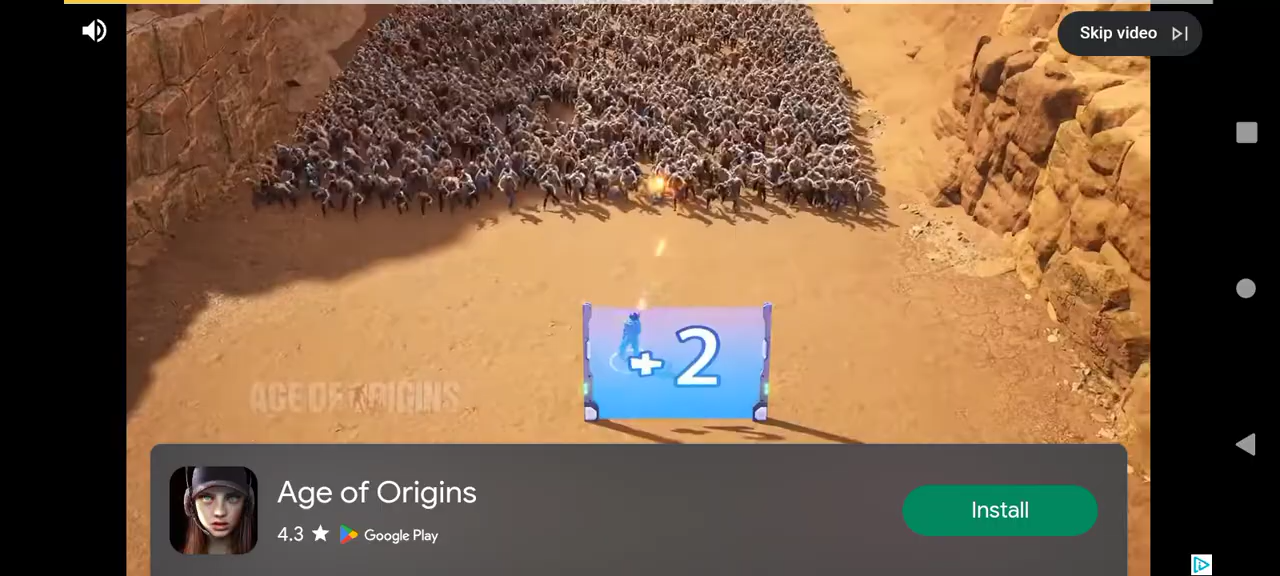 Skip video
+2
AGE OF ORIGINS
Age of Origins
4.3 ★ Google Play
Install